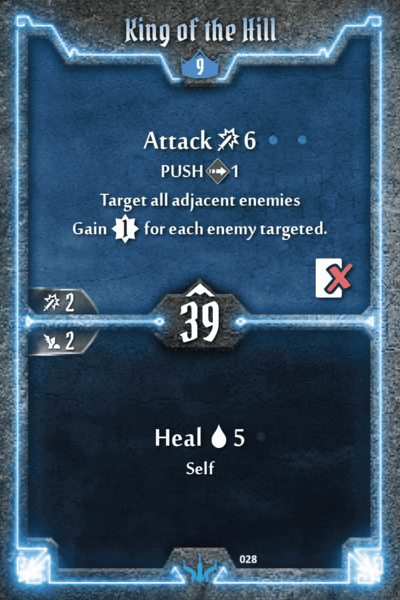 King of the Hill
9
Attack 6
PUSH 1
Target all adjacent enemies
Gain 1 for each enemy targeted.
2
39
2
Heal 5
Self
028